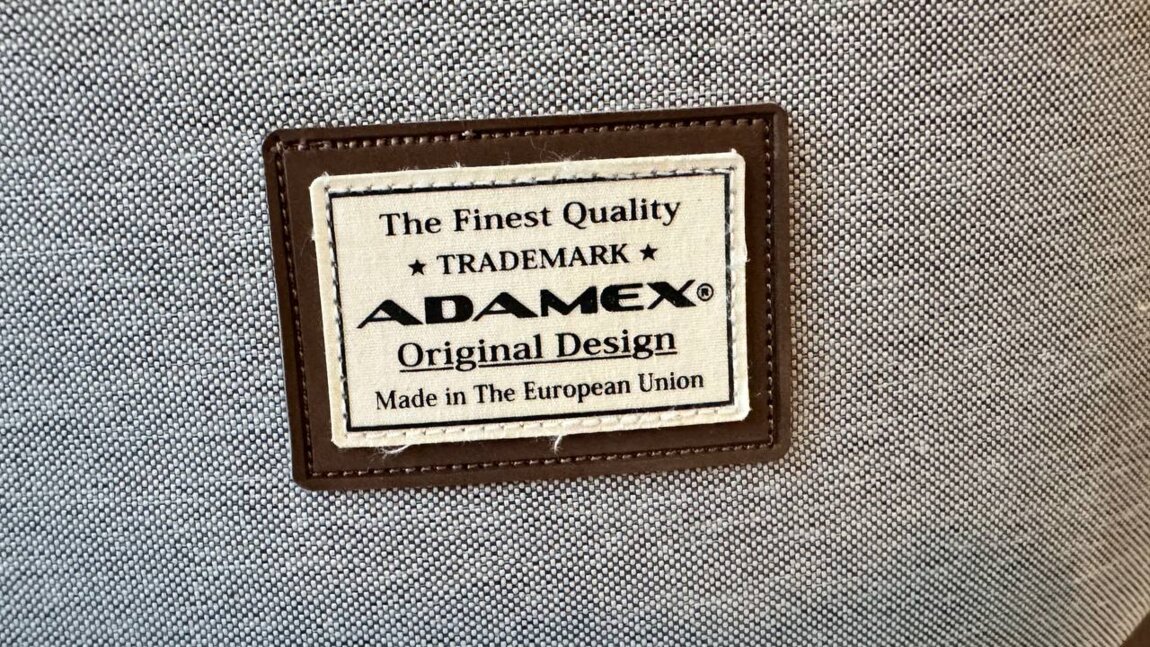 The Finest Quality
★ TRADEMARK ★
ADAMEX®
Original Design
Made in The European Union